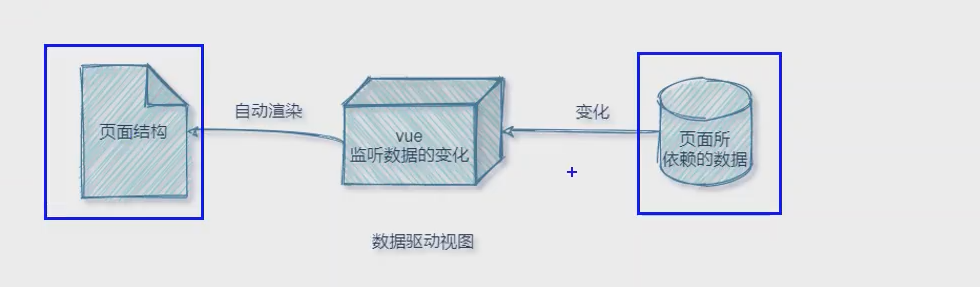 页面结构
自动渲染
vue
监听数据的变化
变化
页面所
依赖的数据
数据驱动视图